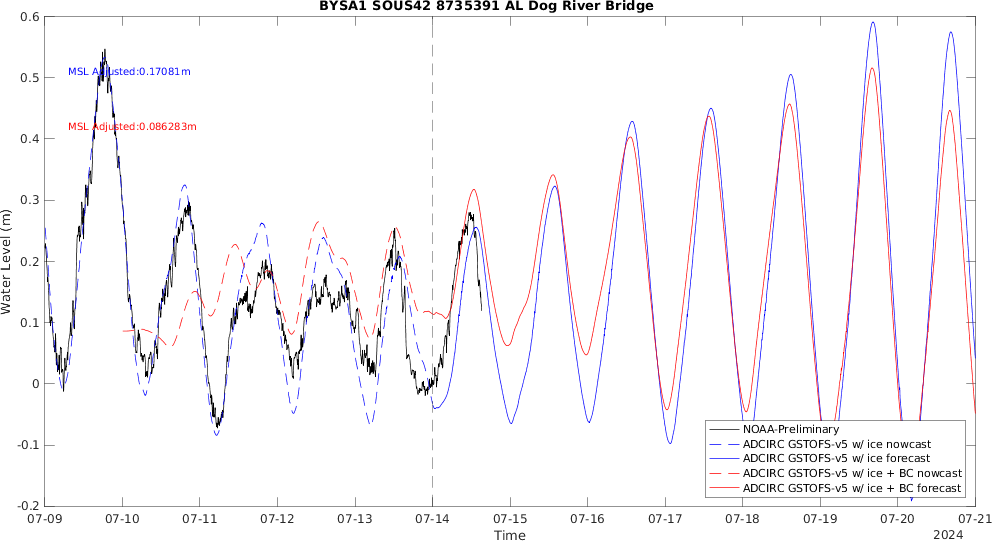 BYSA1 SOUS42 8735391 AL Dog River Bridge
0.6
0.5
0.4
0.3
0.2
0.1
0
-0.1
-0.2
Water Level (m)
MSL Adjusted:0.17081m
MSL Adjusted:0.086283m
NOAA-Preliminary
ADCIRC GSTOFS-v5 w/ ice nowcast
ADCIRC GSTOFS-v5 w/ ice forecast
ADCIRC GSTOFS-v5 w/ ice + BC nowcast
ADCIRC GSTOFS-v5 w/ ice + BC forecast
07-09 07-10 07-11 07-12 07-13 07-14 07-15 07-16 07-17 07-18 07-19 07-20 07-21
Time
2024